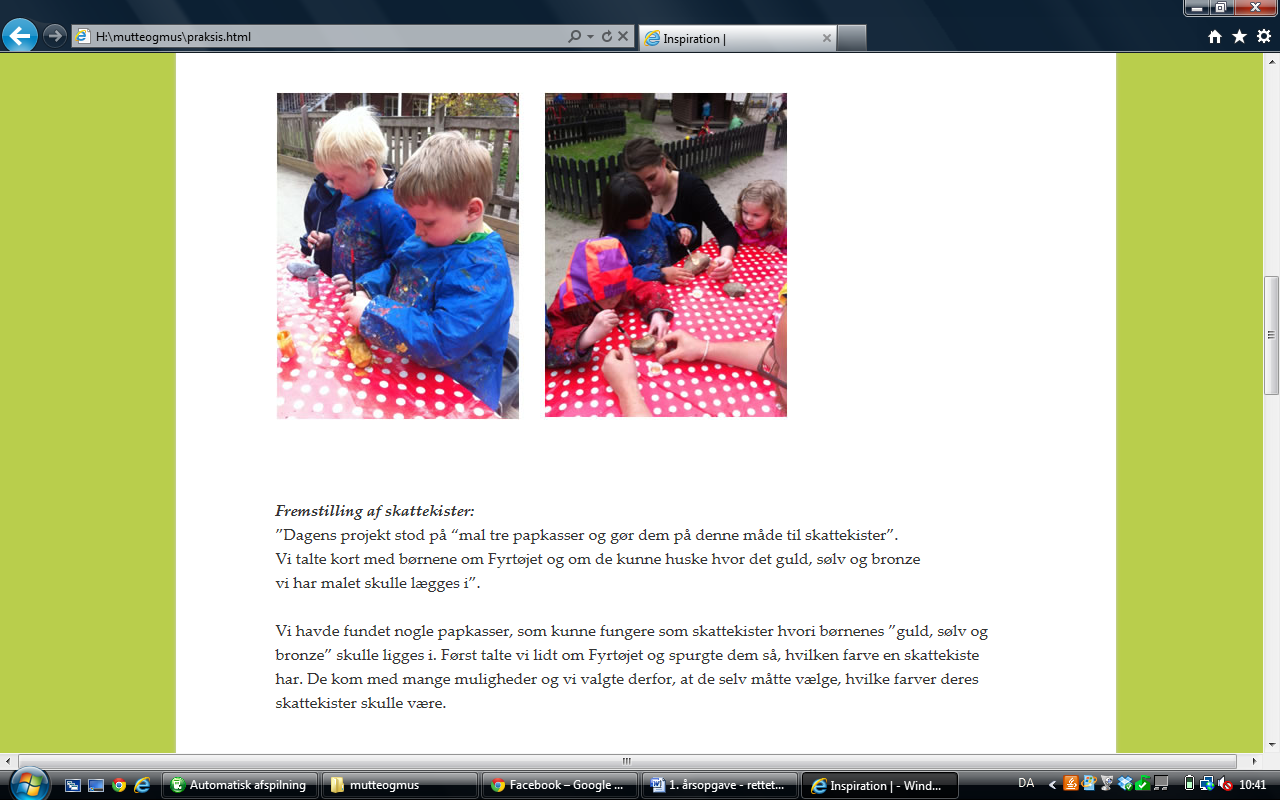 H:\mutteogmus\praksis.html
Inspiration |
Fremstilling af skattekister:
”Dagens projekt stod på “mal tre papkasser og gør dem på denne måde til skattekister”.
Vi talte kort med børnene om Fyrtøjet og om de kunne huske hvor det guld, sølv og bronze
vi har malet skulle lægges i”.
Vi havde fundet nogle papkasser, som kunne fungere som skattekister hvori børnenes ”guld, sølv og
bronze” skulle ligges i. Først talte vi lidt om Fyrtøjet og spurgte dem så, hvilken farve en skattekiste
har. De kom med mange muligheder og vi valgte derfor, at de selv måtte vælge, hvilke farver deres
skattekister skulle være.
Automatisk afspilning
mutteogmus
Facebook – Google ...
1. årsopgave - rettet...
Inspiration | - Wind...
DA
10:41